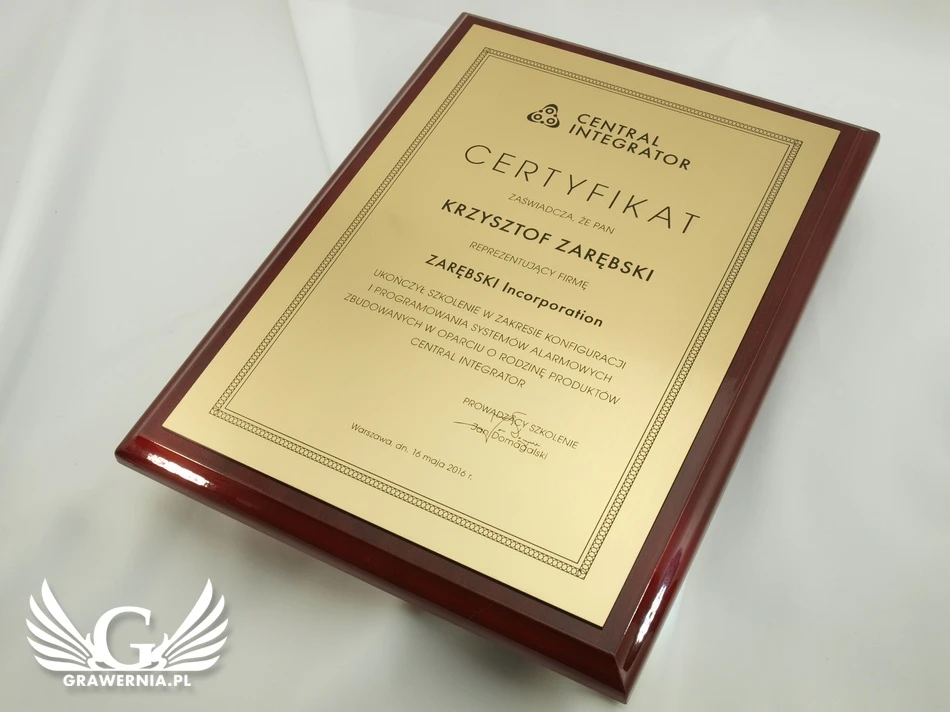 CENTRAL
INTEGRATOR
CERTYFIKAT
ZAŚWIADCZA, ŻE PAN
KRZYSZTOF ZARĘBSKI
REPREZENTUJĄCY FIRMĘ
ZARĘBSKI Incorporation
UKOŃCZYŁ SZKOLENIE W ZAKRESIE KONFIGURACJI
I PROGRAMOWANIA SYSTEMÓW ALARMOWYCH
ZBUDOWANYCH W OPARCIU O RODZINĘ PRODUKTÓW
CENTRAL INTEGRATOR
PROWADZĄCY SZKOLENIE
Jan Domagalski
Warszawa, dn. 16 maja 2016 r.
G
GRAWERNIA.PL